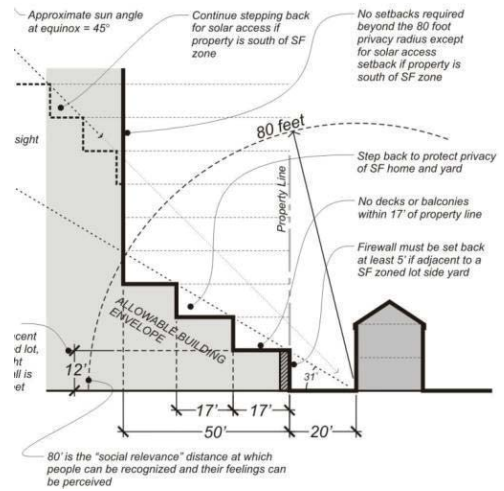 Approximate sun angle
at equinox = 45°
Continue stepping back
for solar access if
property is south of SF
zone
No setbacks required
beyond the 80 foot
privacy radius except
for solar access
setback if property is
south of SF zone
sight
80 feet
Property Line
Step back to protect privacy
of SF home and yard
No decks or balconies
within 17' of property line
Firewall must be set back
at least 5' if adjacent to a
SF zoned lot side yard
ALLOWABLE BUILDING
ENVELOPE
12'
31'
17'
17'
50'
20'
80' is the "social relevance" distance at which
people can be recognized and their feelings can
be perceived